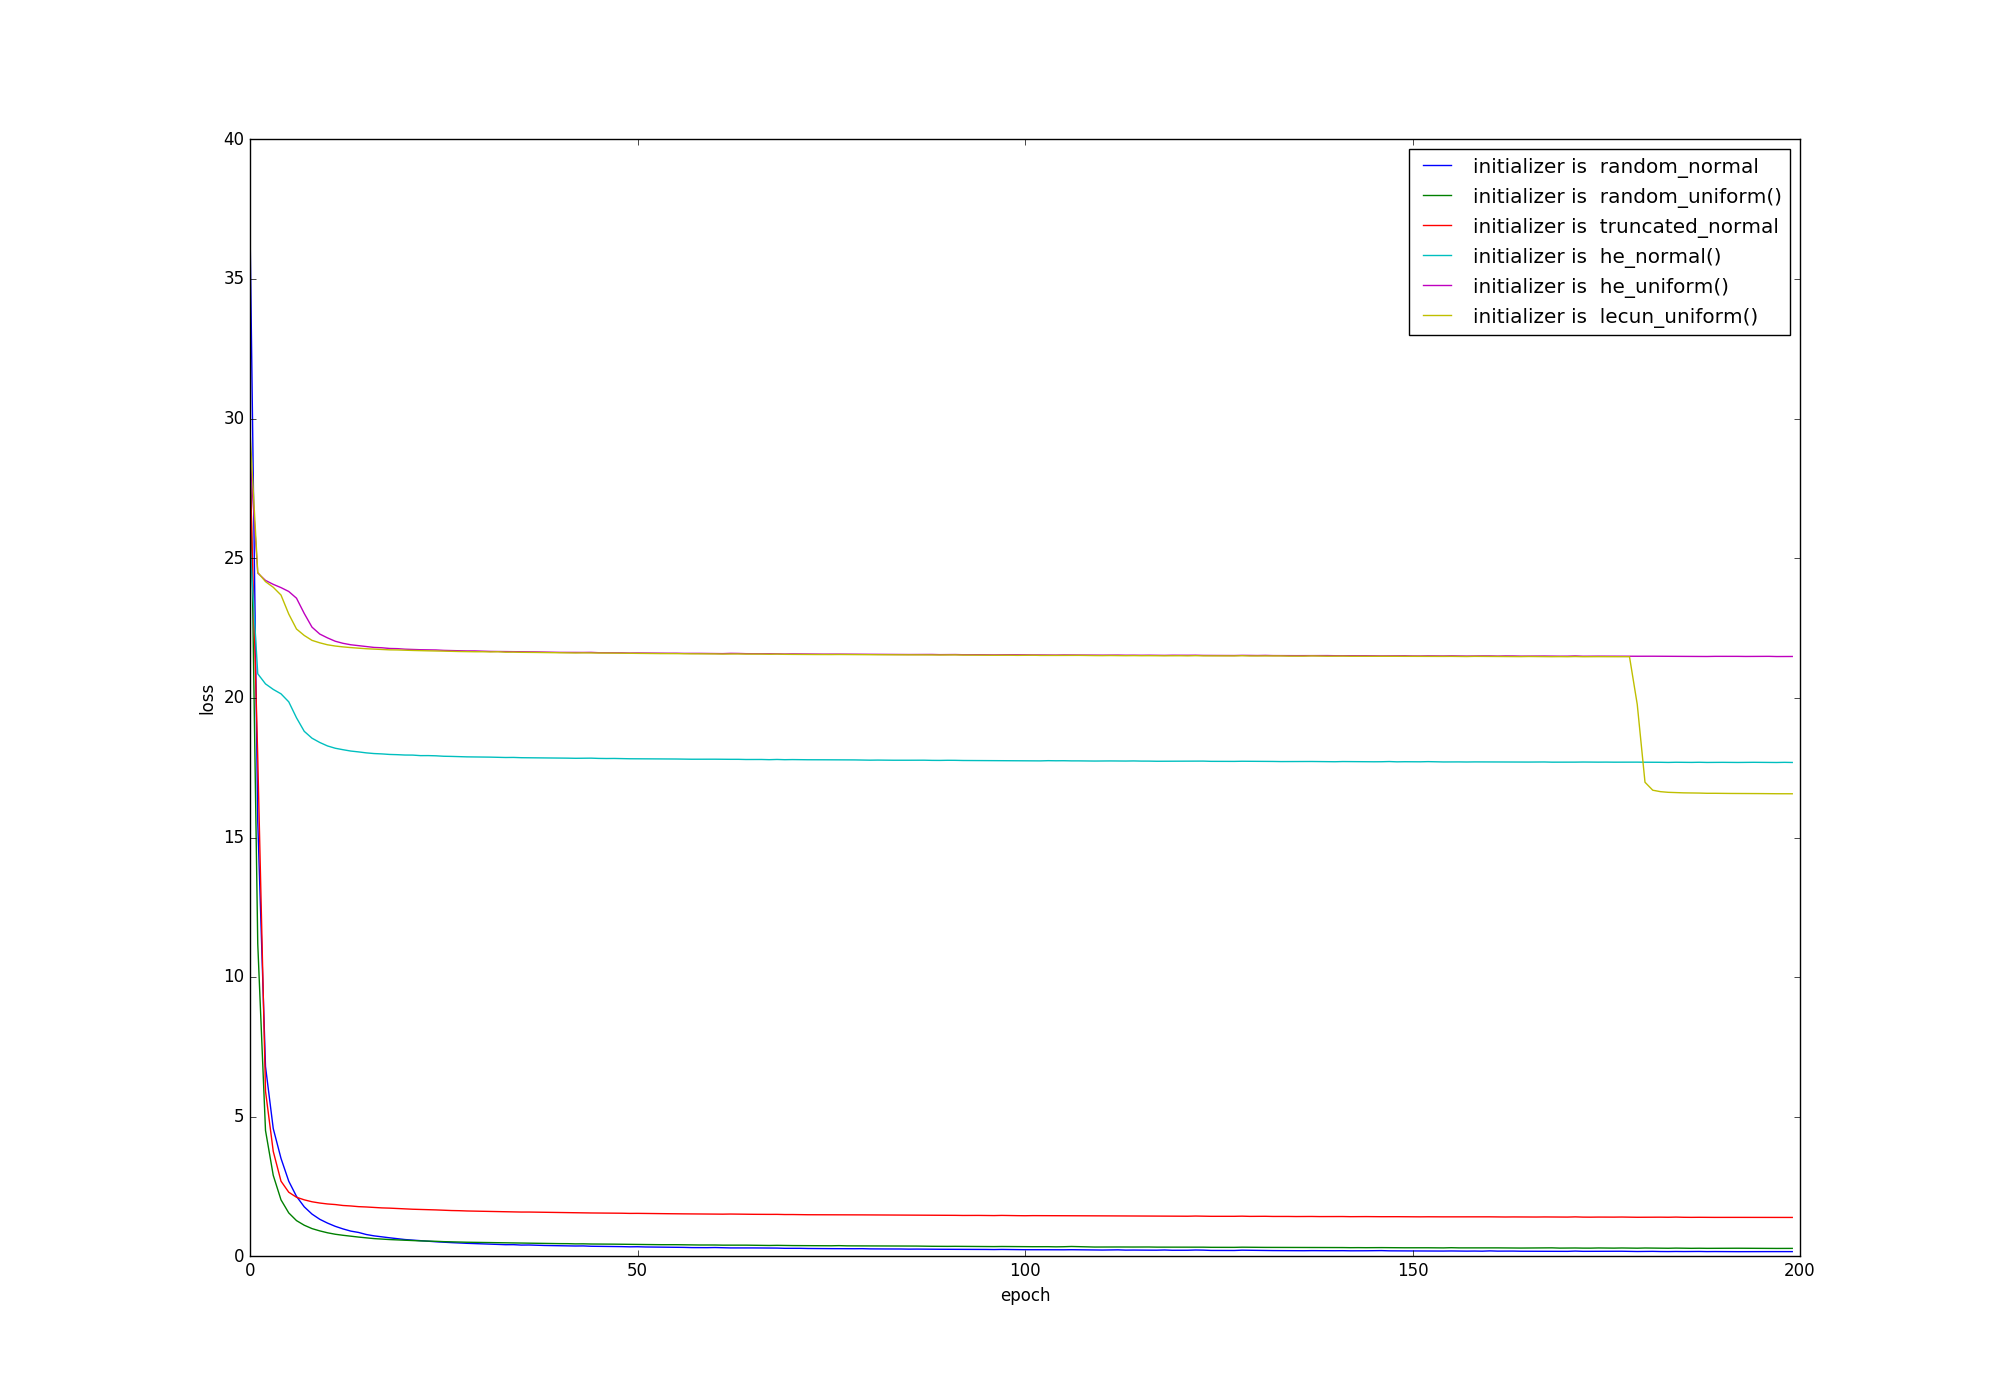 40
35
30
25
20
15
10
5
0
loss
0 50 100 150 200
epoch
initializer is  random_normal
initializer is  random_uniform()
initializer is  truncated_normal
initializer is  he_normal()
initializer is  he_uniform()
initializer is  lecun_uniform()